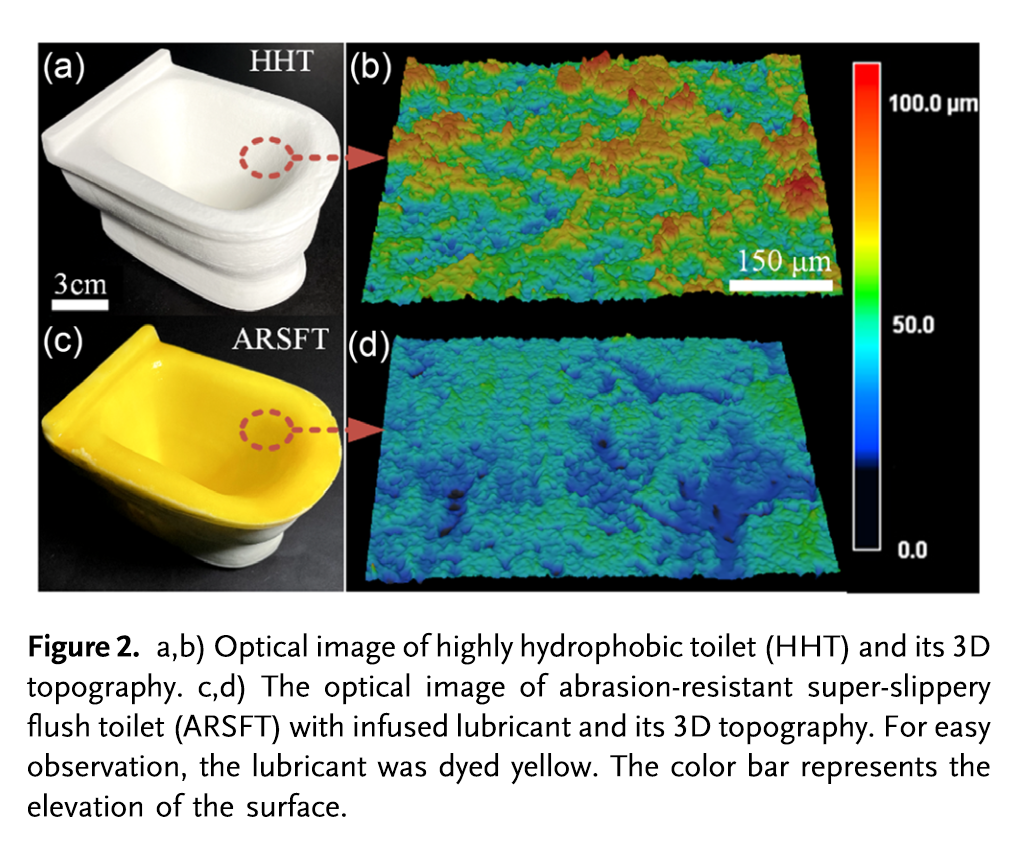 (a)
HHT
3cm
(b)
150 μm
100.0 μm
50.0
0.0
(c)
ARSFT
(d)
Figure 2. a,b) Optical image of highly hydrophobic toilet (HHT) and its 3D
topography. c,d) The optical image of abrasion-resistant super-slippery
flush toilet (ARSFT) with infused lubricant and its 3D topography. For easy
observation, the lubricant was dyed yellow. The color bar represents the
elevation of the surface.